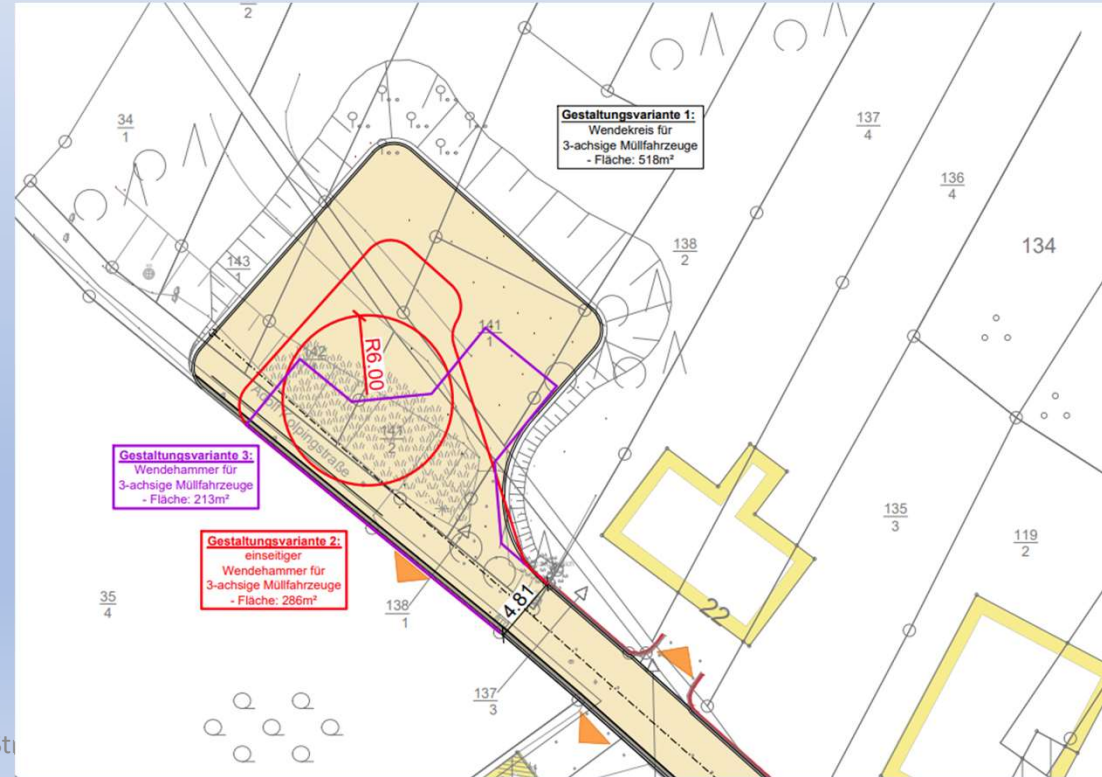 2
34
1
Gestaltungsvariante 1:
Wendekreis für
3-achsige Müllfahrzeuge
- Fläche: 518m²
137
4
136
4
134
138
2
143
1
141
1
R6.00
142
Adolf Kolpingstraße
141
2
Gestaltungsvariante 3:
Wendehammer für
3-achsige Müllfahrzeuge
- Fläche: 213m²
Gestaltungsvariante 2:
einseitiger
Wendehammer für
3-achsige Müllfahrzeuge
- Fläche: 286m²
135
3
119
2
35
4
138
1
4.81
22
137
3